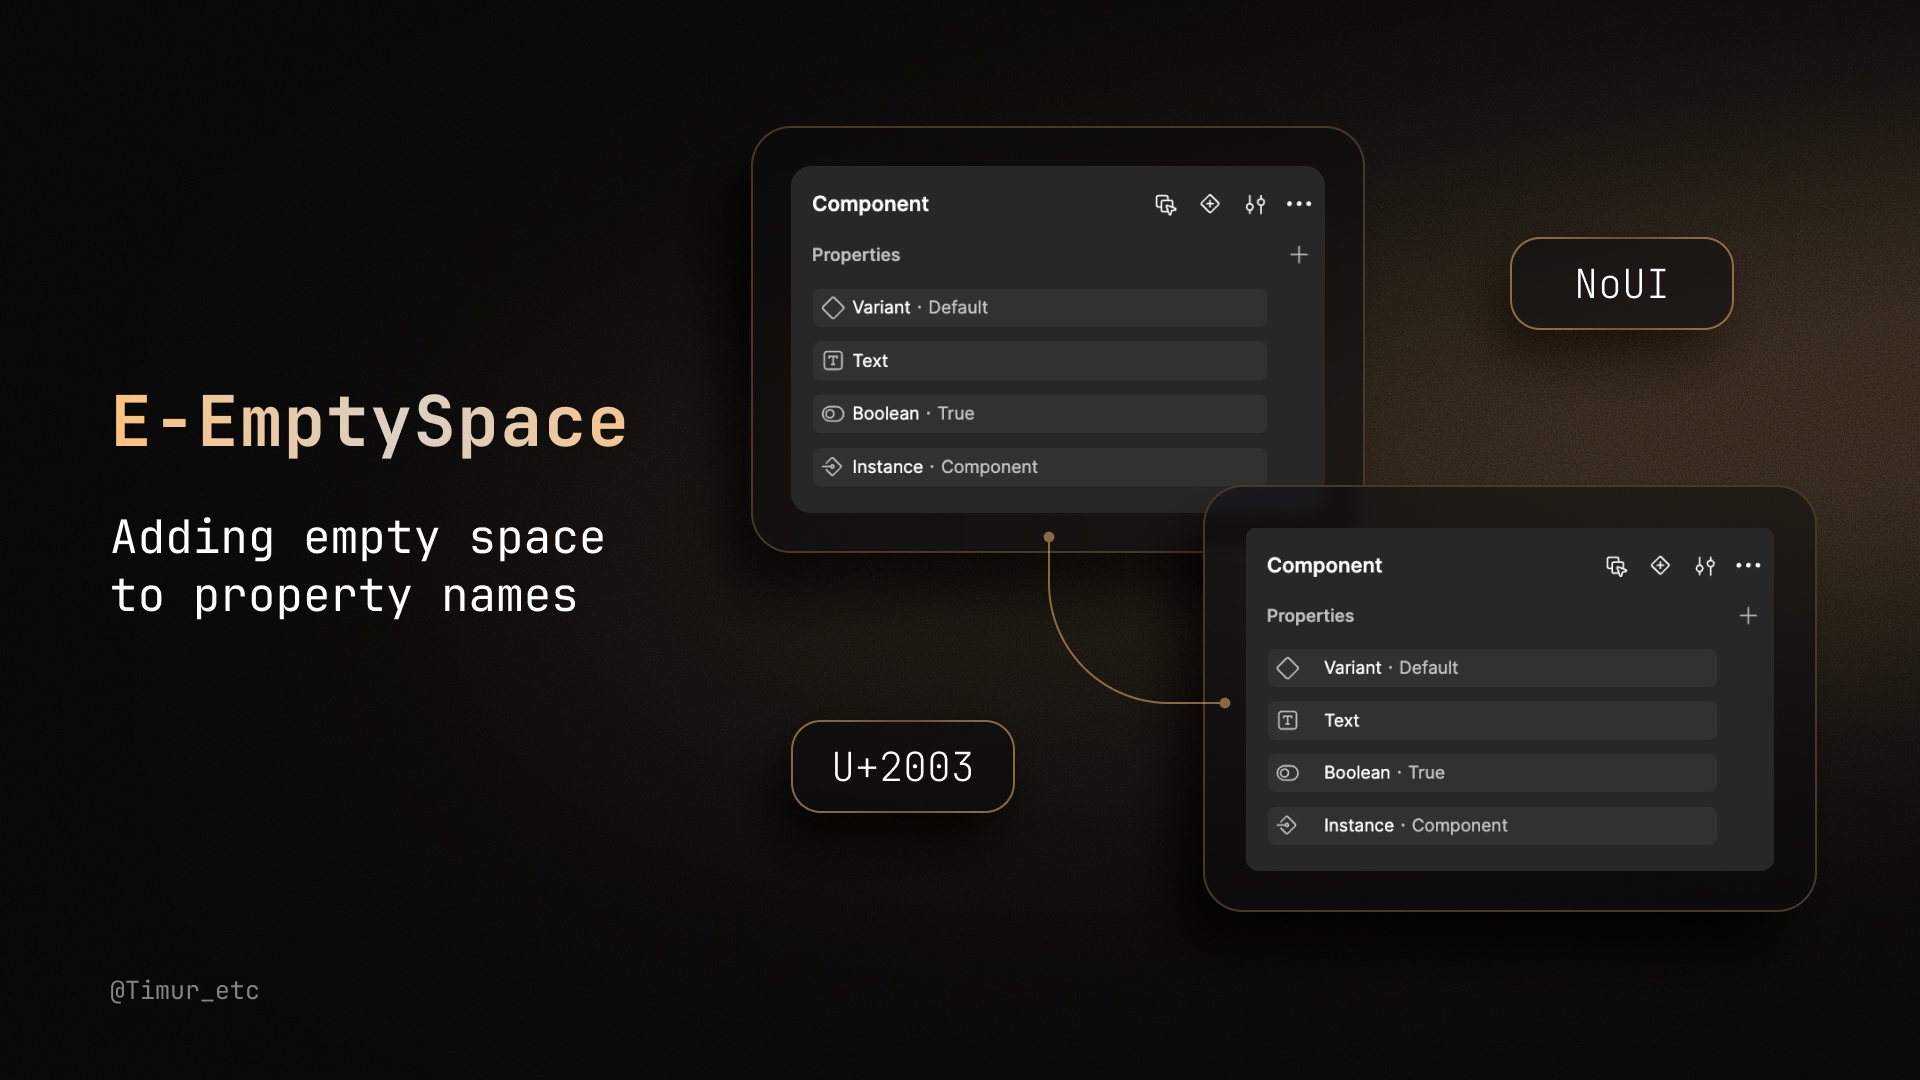 E-EmptySpace
Adding empty space
to property names
@Timur_etc
Component
Properties
Variant · Default
Text
Boolean · True
Instance · Component
NoUI
U+2003
Component
Properties
Variant · Default
Text
Boolean · True
Instance · Component